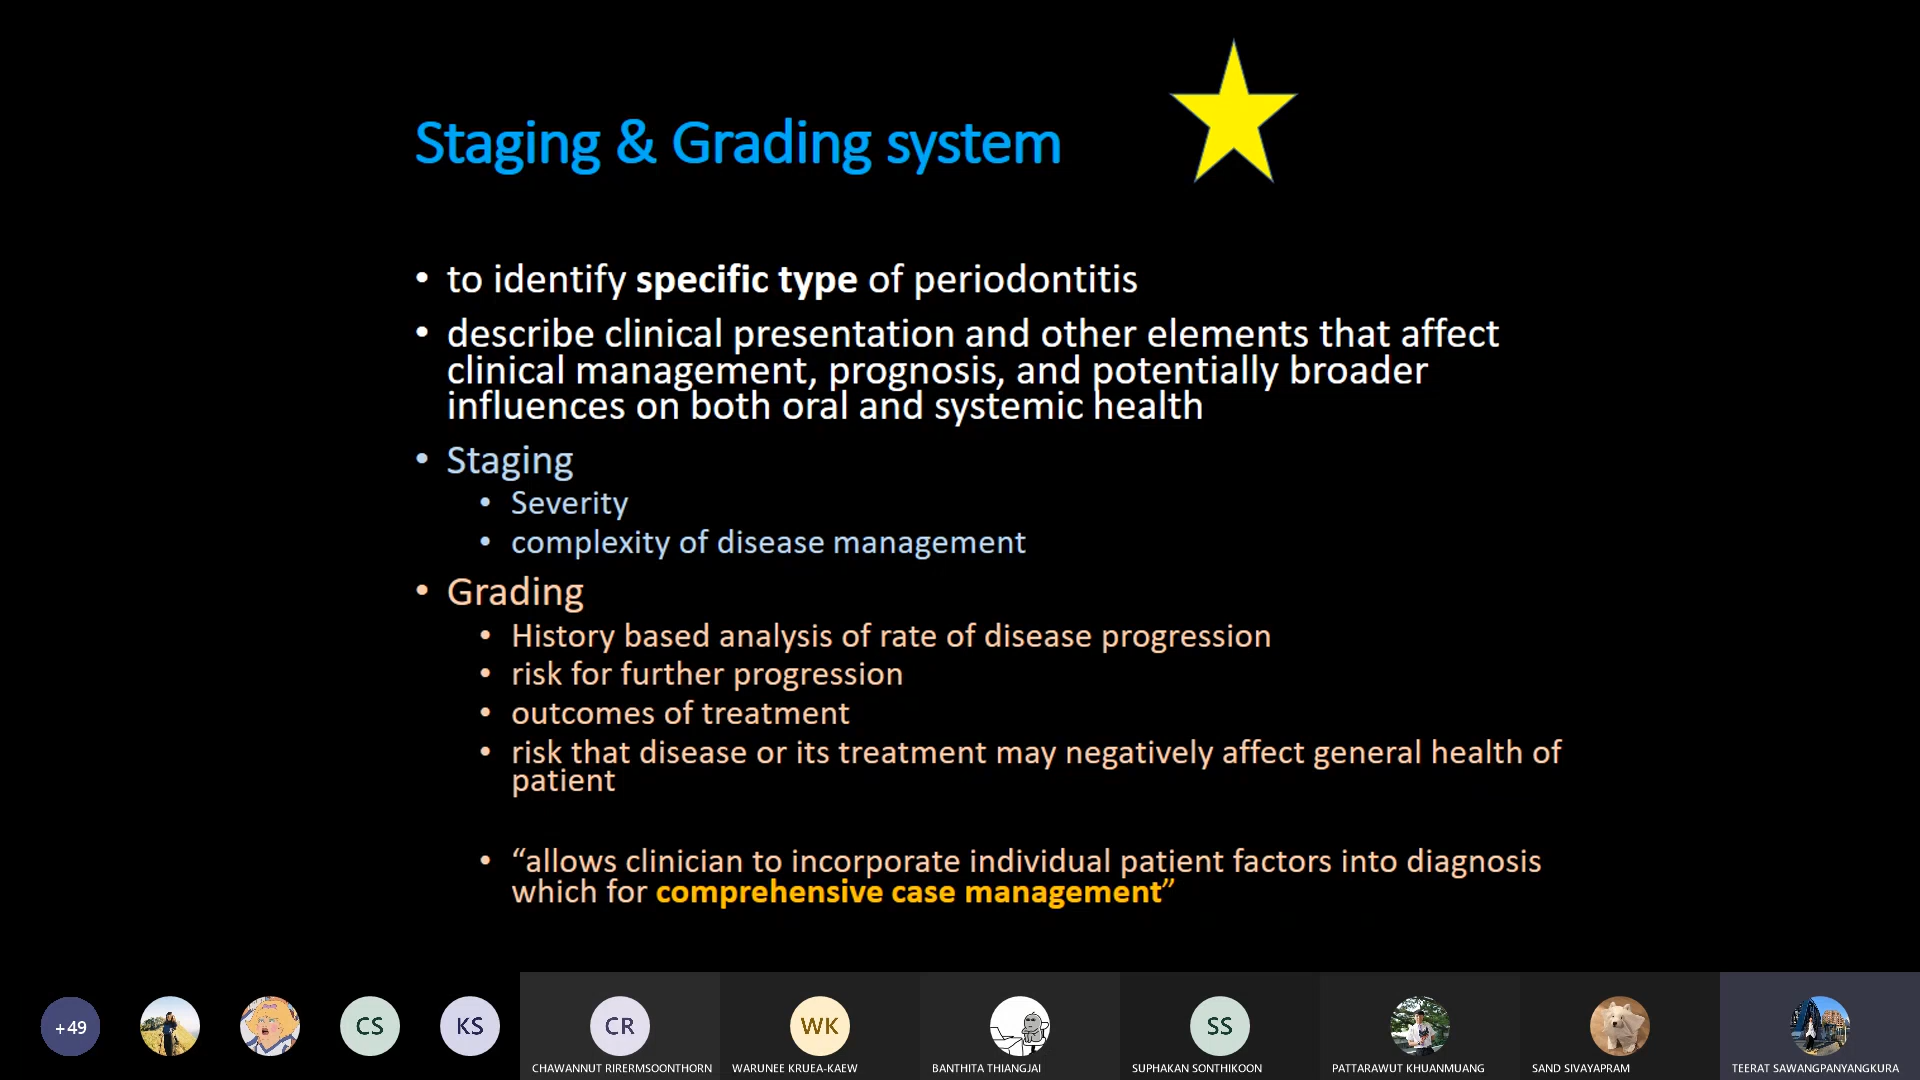 Staging & Grading system
• to identify specific type of periodontitis
• describe clinical presentation and other elements that affect
clinical management, prognosis, and potentially broader
influences on both oral and systemic health
• Staging
• Severity
• complexity of disease management
• Grading
• History based analysis of rate of disease progression
• risk for further progression
• outcomes of treatment
• risk that disease or its treatment may negatively affect general health of
patient
• “allows clinician to incorporate individual patient factors into diagnosis
which for comprehensive case management”
+49
CS
KS
CR
WK
SS
CHAWANNUT RIRERMSOONTHORN
WARUNEE KRUEA-KAEW
BANTHITA THIANGJAI
SUPHAKAN SONTHIKOON
PATTARAWUT KHUANMUANG
SAND SIVAYAPRAM
TEERAT SAWANGPANYANGKURA